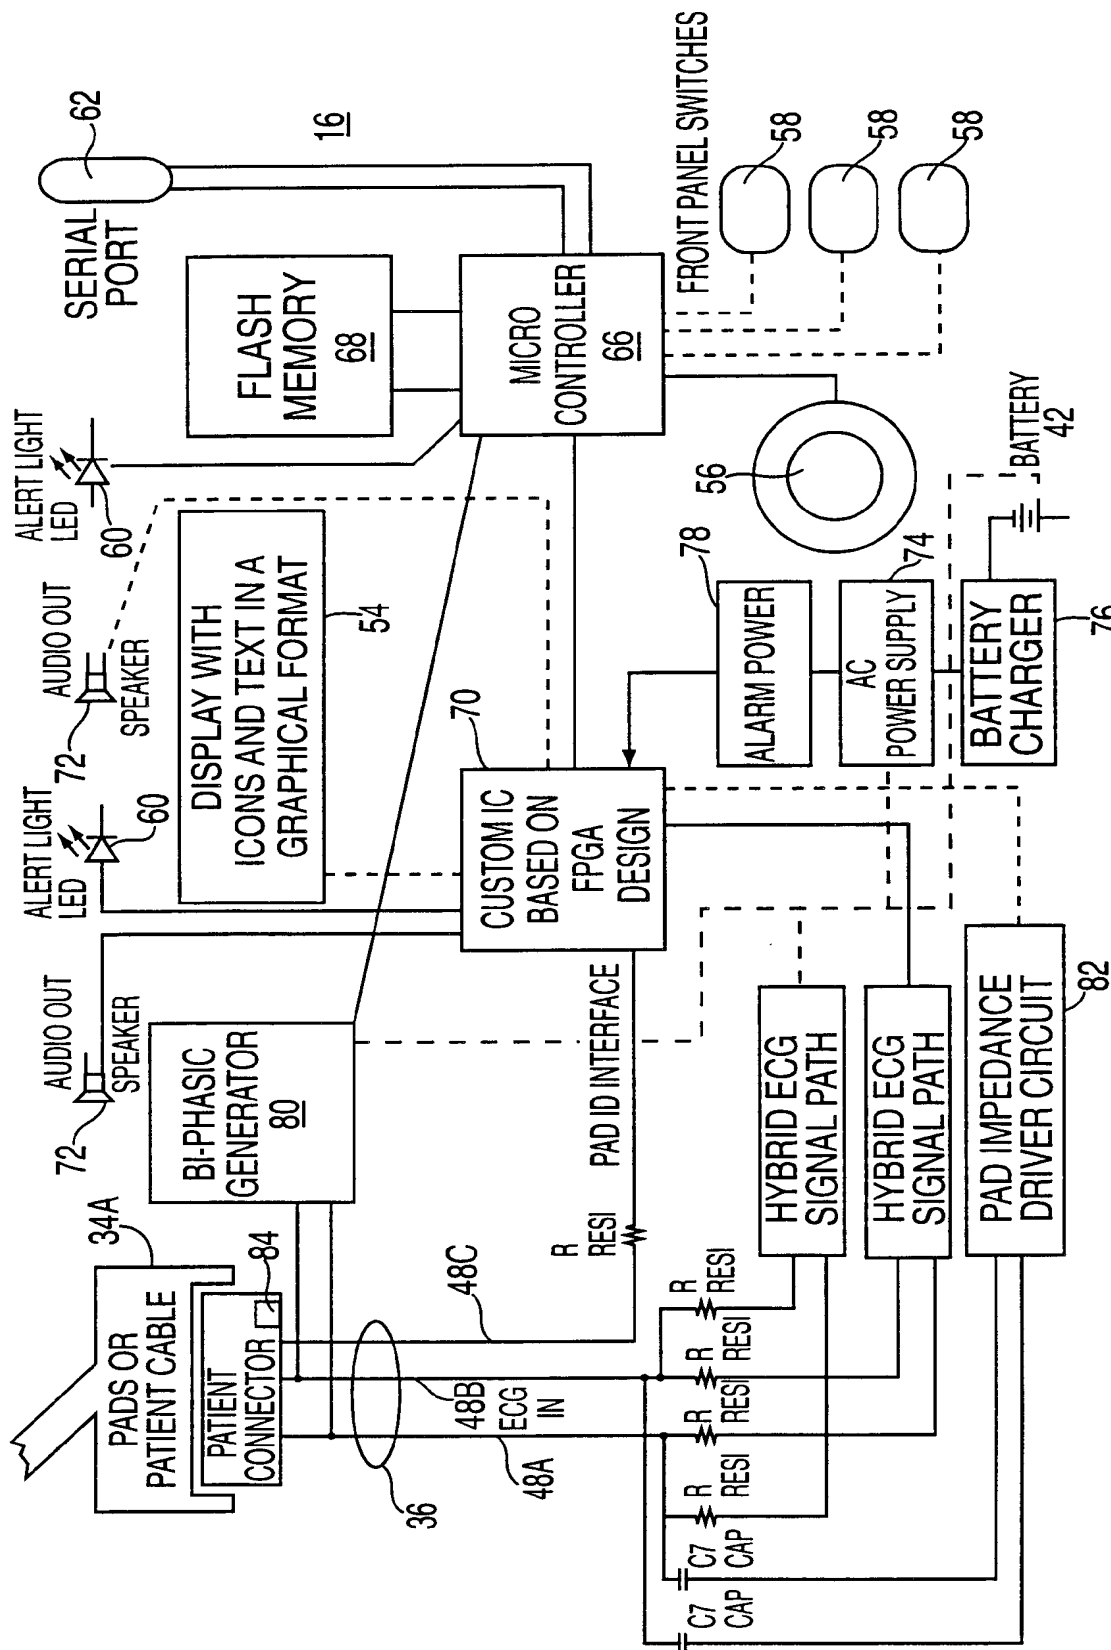 62
SERIAL
PORT
16
FLASH
MEMORY
68
MICRO
CONTROLLER
66
FRONT PANEL SWITCHES
58
58
58
ALERT LIGHT
LED
60
AUDIO OUT
SPEAKER
72
DISPLAY WITH
ICONS AND TEXT IN A
GRAPHICAL FORMAT
54
56
BATTERY
42
78
ALARM POWER
74
AC
POWER SUPPLY
BATTERY
CHARGER
76
ALERT LIGHT
LED
60
70
CUSTOM IC
BASED ON
FPGA
DESIGN
AUDIO OUT
SPEAKER
72
BI-PHASIC
GENERATOR
80
PAD ID INTERFACE
R
RESI
34A
PADS OR
PATIENT CABLE
PATIENT
CONNECTOR
84
48C
48B
ECG
IN
48A
36
HYBRID ECG
SIGNAL PATH
HYBRID ECG
SIGNAL PATH
PAD IMPEDANCE
DRIVER CIRCUIT
82
R
RESI
R
RESI
R
RESI
R
RESI
C7
CAP
C7
CAP